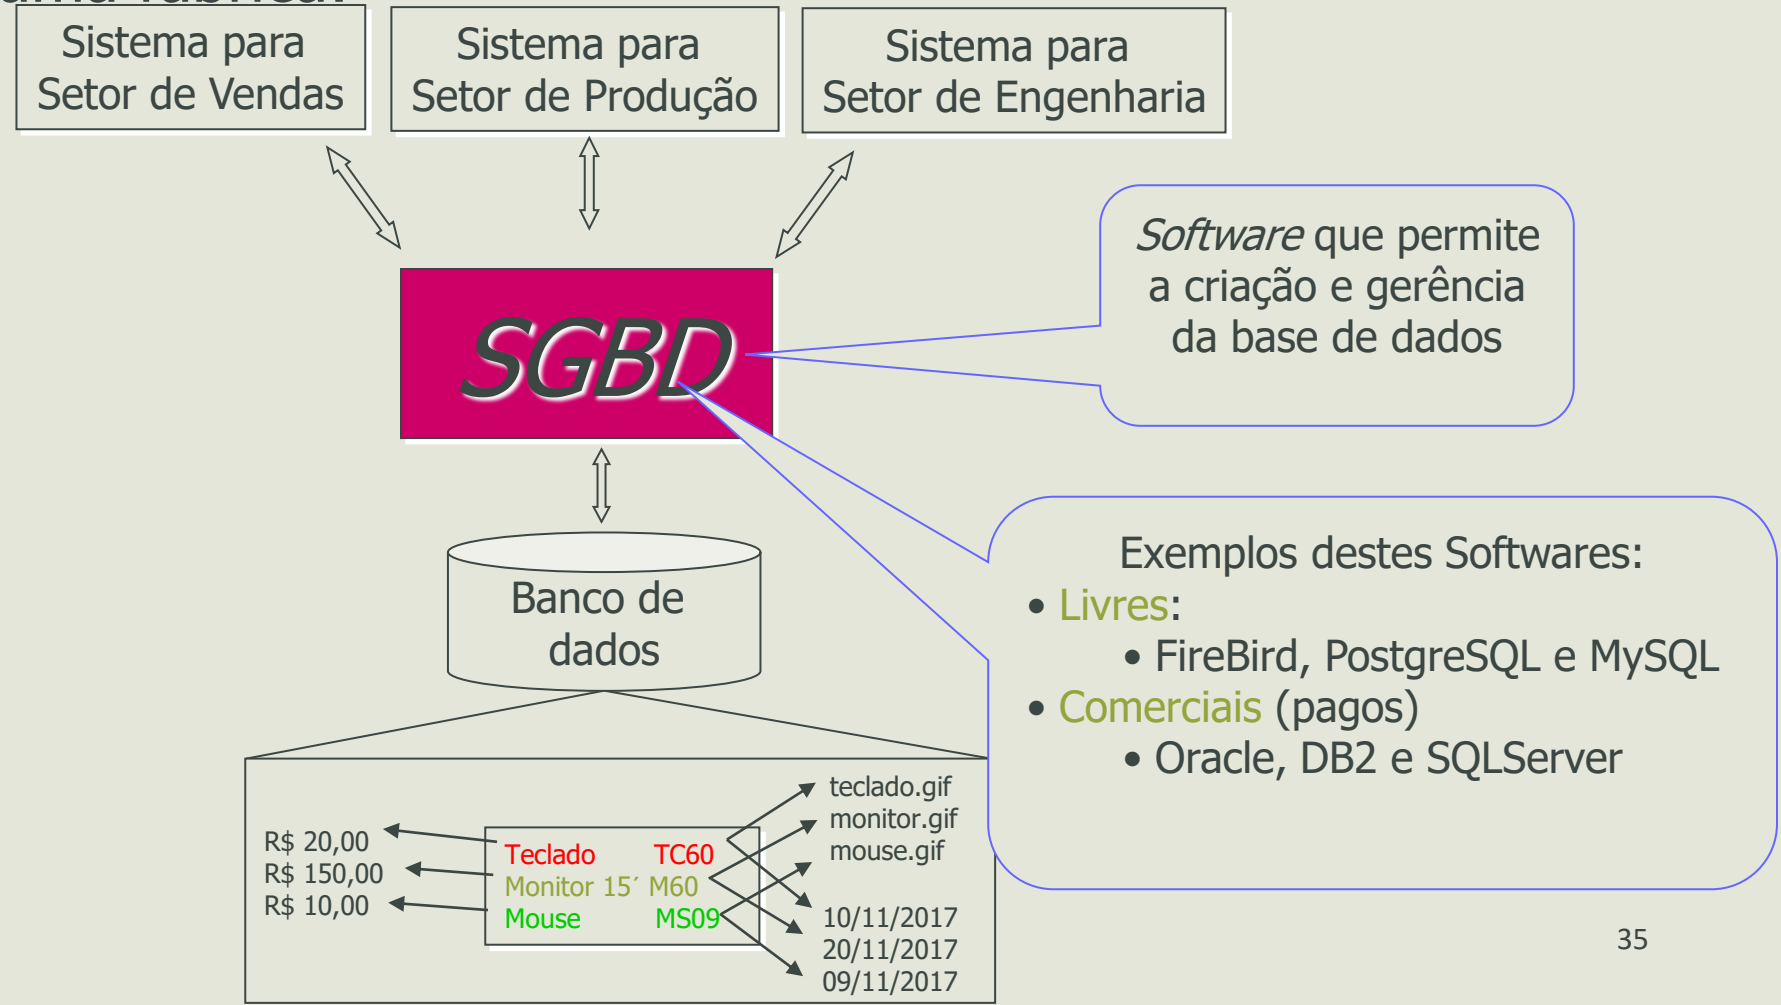 Sistema para
Setor de Vendas
Sistema para
Setor de Produção
Sistema para
Setor de Engenharia
SGBD
Software que permite
a criação e gerência
da base de dados
Exemplos destes Softwares:
• Livres:
• FireBird, PostgreSQL e MySQL
• Comerciais (pagos)
• Oracle, DB2 e SQLServer
Banco de
dados
R$ 20,00
R$ 150,00
R$ 10,00
Teclado TC60
Monitor 15´ M60
Mouse MS09
teclado.gif
monitor.gif
mouse.gif
10/11/2017
20/11/2017
09/11/2017
35